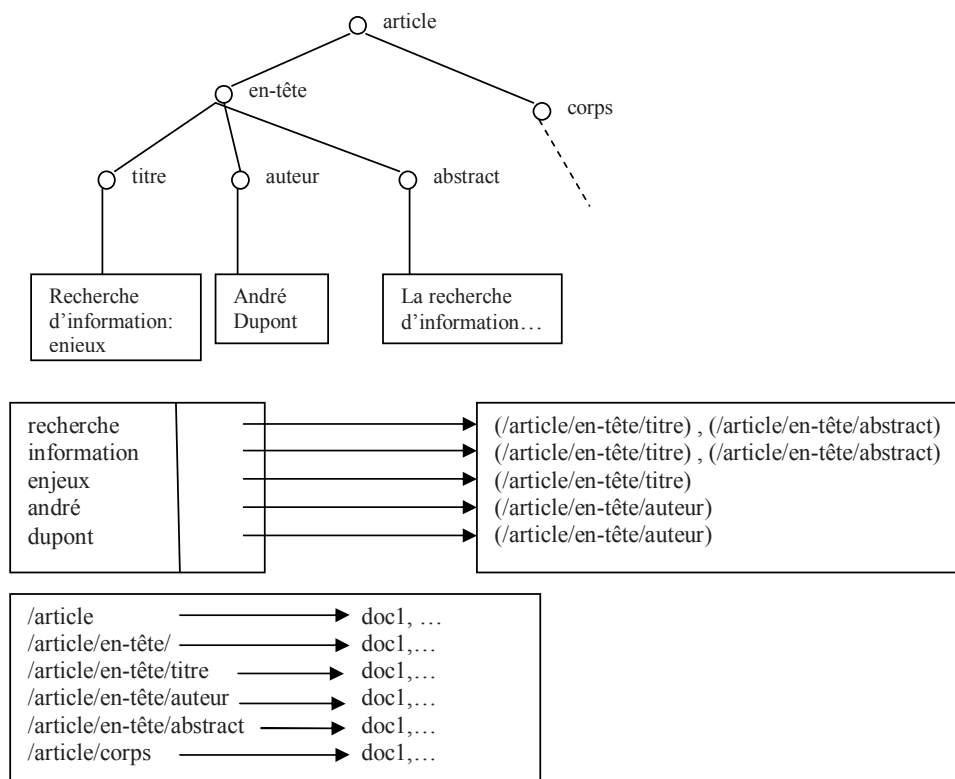 article
en-tête
corps
titre
auteur
abstract
Recherche
d’information:
enjeux
André
Dupont
La recherche
d’information…
recherche (/article/en-tête/titre) , (/article/en-tête/abstract)
information (/article/en-tête/titre) , (/article/en-tête/abstract)
enjeux (/article/en-tête/titre)
andré (/article/en-tête/auteur)
dupont (/article/en-tête/auteur)
/article doc1, …
/article/en-tête/ doc1,…
/article/en-tête/titre doc1,…
/article/en-tête/auteur doc1,…
/article/en-tête/abstract doc1,…
/article/corps doc1,…